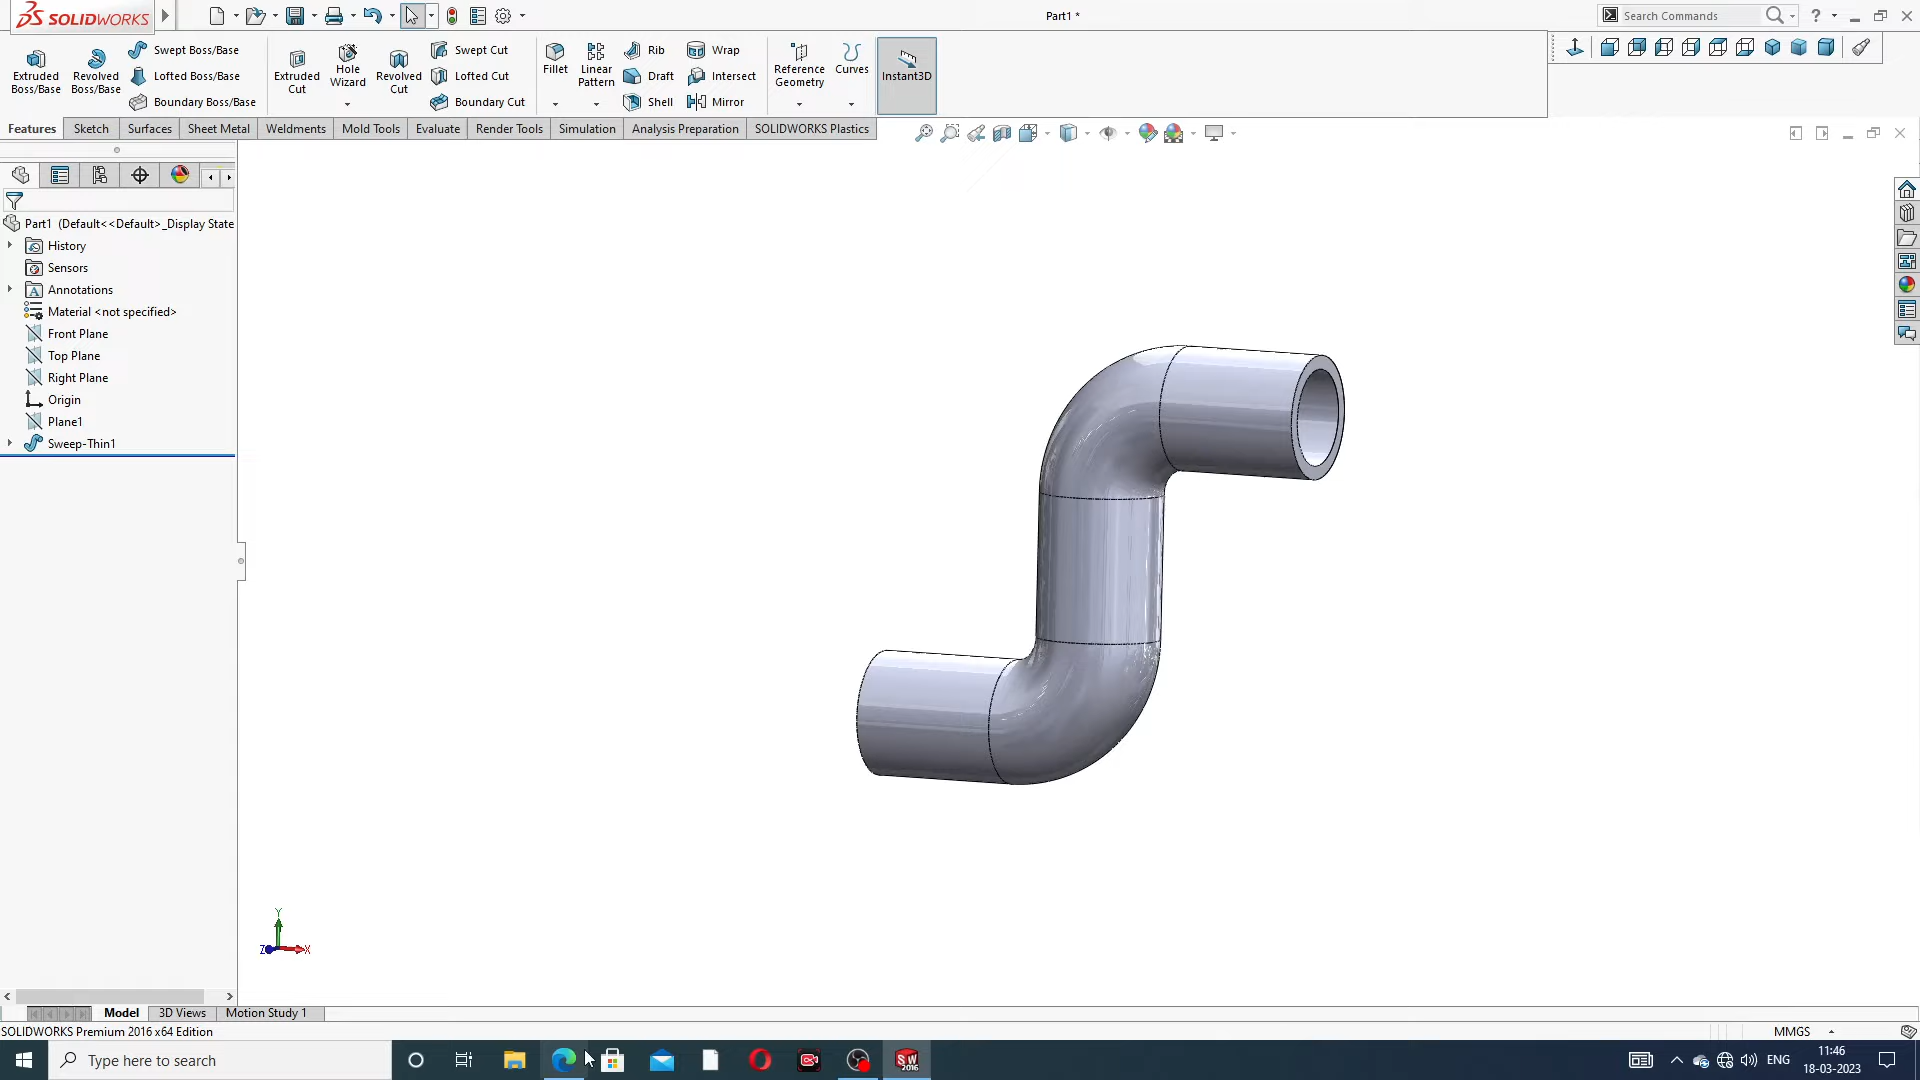 SOLIDWORKS
Part1 *
Search Commands
Extruded Boss/Base
Revolved Boss/Base
Swept Boss/Base
Lofted Boss/Base
Boundary Boss/Base
Extruded Cut
Hole Wizard
Revolved Cut
Swept Cut
Lofted Cut
Boundary Cut
Fillet
Linear Pattern
Rib
Draft
Shell
Wrap
Intersect
Mirror
Reference Geometry
Curves
Instant3D
Features
Sketch
Surfaces
Sheet Metal
Weldments
Mold Tools
Evaluate
Render Tools
Simulation
Analysis Preparation
SOLIDWORKS Plastics
Part1 (Default<<Default>_Display State
History
Sensors
Annotations
Material <not specified>
Front Plane
Top Plane
Right Plane
Origin
Plane1
Sweep-Thin1
Y
Z
X
Model
3D Views
Motion Study 1
SOLIDWORKS Premium 2016 x64 Edition
MMGS
Type here to search
SW
2016
ENG
11:46
18-03-2023